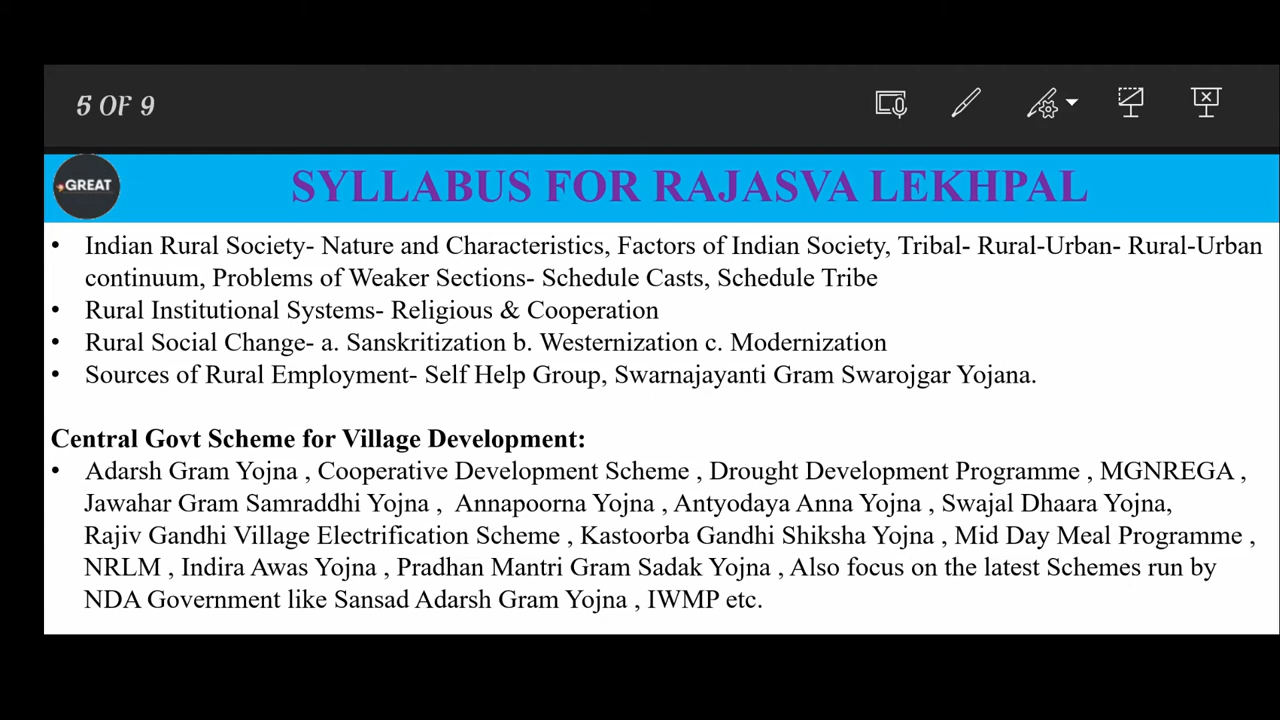 5 OF 9
GREAT
SYLLABUS FOR RAJASVA LEKHPAL
• Indian Rural Society- Nature and Characteristics, Factors of Indian Society, Tribal- Rural-Urban- Rural-Urban
continuum, Problems of Weaker Sections- Schedule Casts, Schedule Tribe
• Rural Institutional Systems- Religious & Cooperation
• Rural Social Change- a. Sanskritization b. Westernization c. Modernization
• Sources of Rural Employment- Self Help Group, Swarnajayanti Gram Swarojgar Yojana.
Central Govt Scheme for Village Development:
• Adarsh Gram Yojna , Cooperative Development Scheme , Drought Development Programme , MGNREGA ,
Jawahar Gram Samraddhi Yojna , Annapoorna Yojna , Antyodaya Anna Yojna , Swajal Dhaara Yojna,
Rajiv Gandhi Village Electrification Scheme , Kastoorba Gandhi Shiksha Yojna , Mid Day Meal Programme ,
NRLM , Indira Awas Yojna , Pradhan Mantri Gram Sadak Yojna , Also focus on the latest Schemes run by
NDA Government like Sansad Adarsh Gram Yojna , IWMP etc.